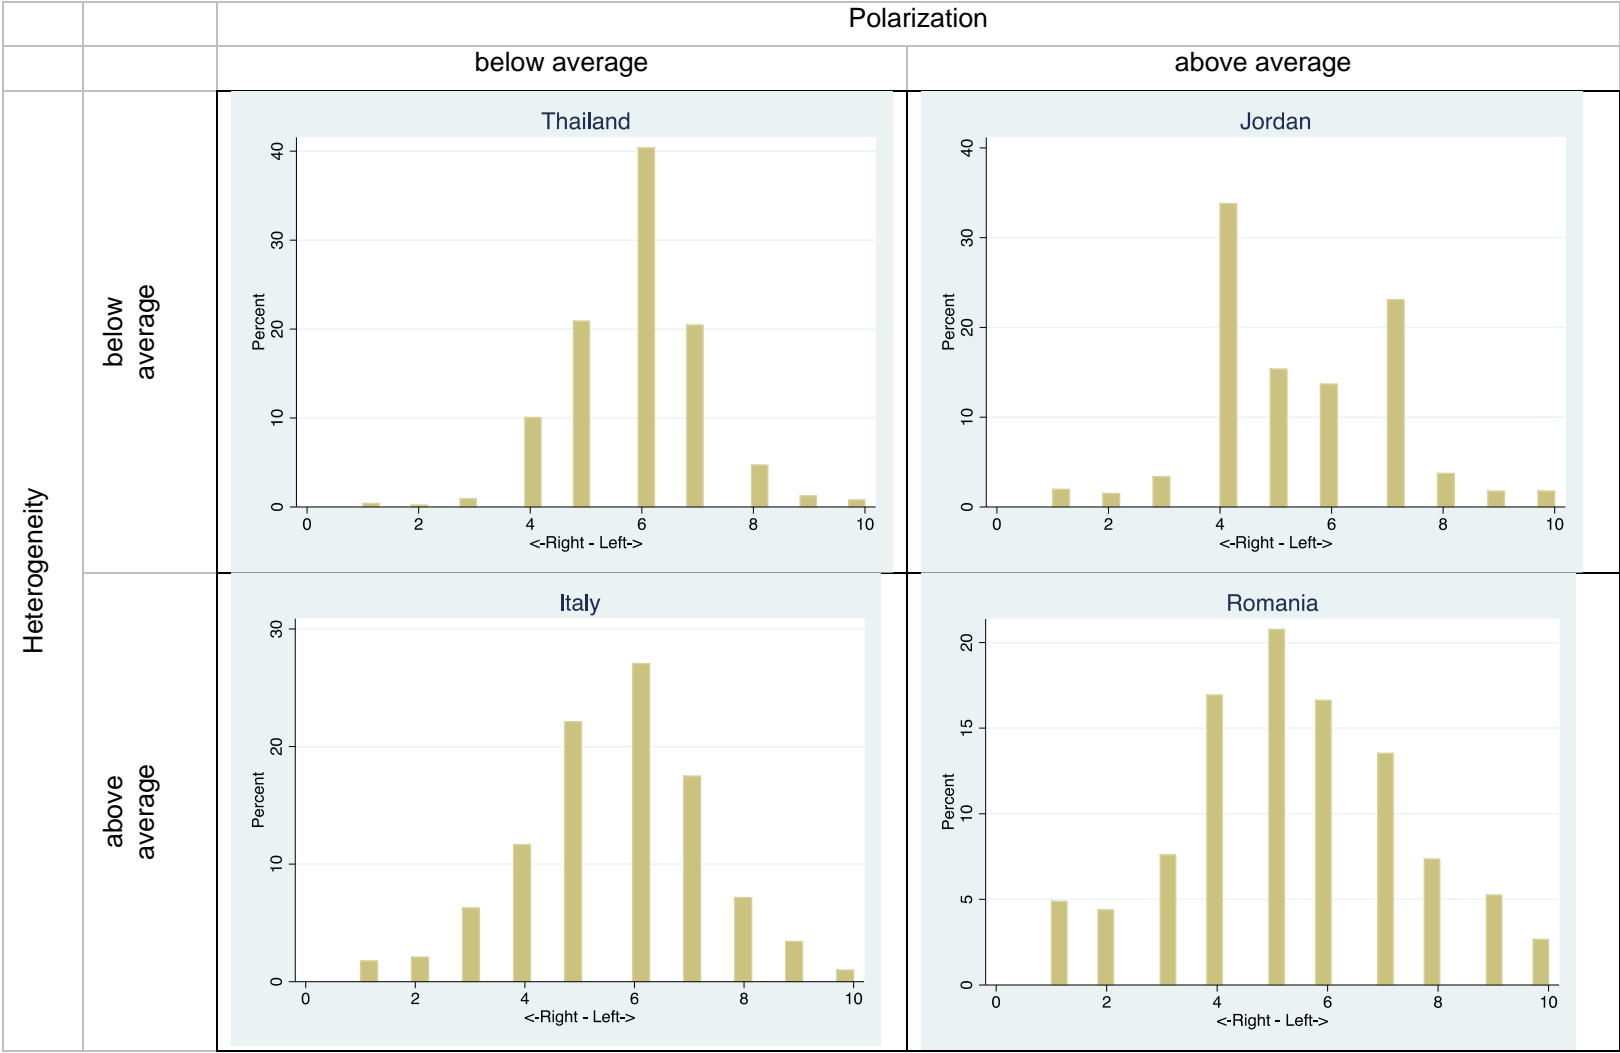 Polarization
below average
above average
Heterogeneity
below
average
Thailand
Percent
40
30
20
10
0
0 2 4 6 8 10
<-Right - Left->
Jordan
Percent
40
30
20
10
0
0 2 4 6 8 10
<-Right - Left->
above
average
Italy
Percent
30
20
10
0
0 2 4 6 8 10
<-Right - Left->
Romania
Percent
20
15
10
5
0
0 2 4 6 8 10
<-Right - Left->